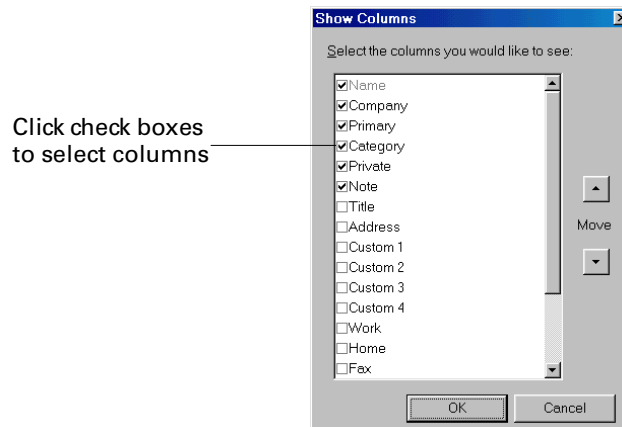 Show Columns
Select the columns you would like to see:
Name
Company
Primary
Click check boxes
to select columns
Category
Private
Note
Title
Address
Move
Custom 1
Custom 2
Custom 3
Custom 4
Work
Home
Fax
OK
Cancel